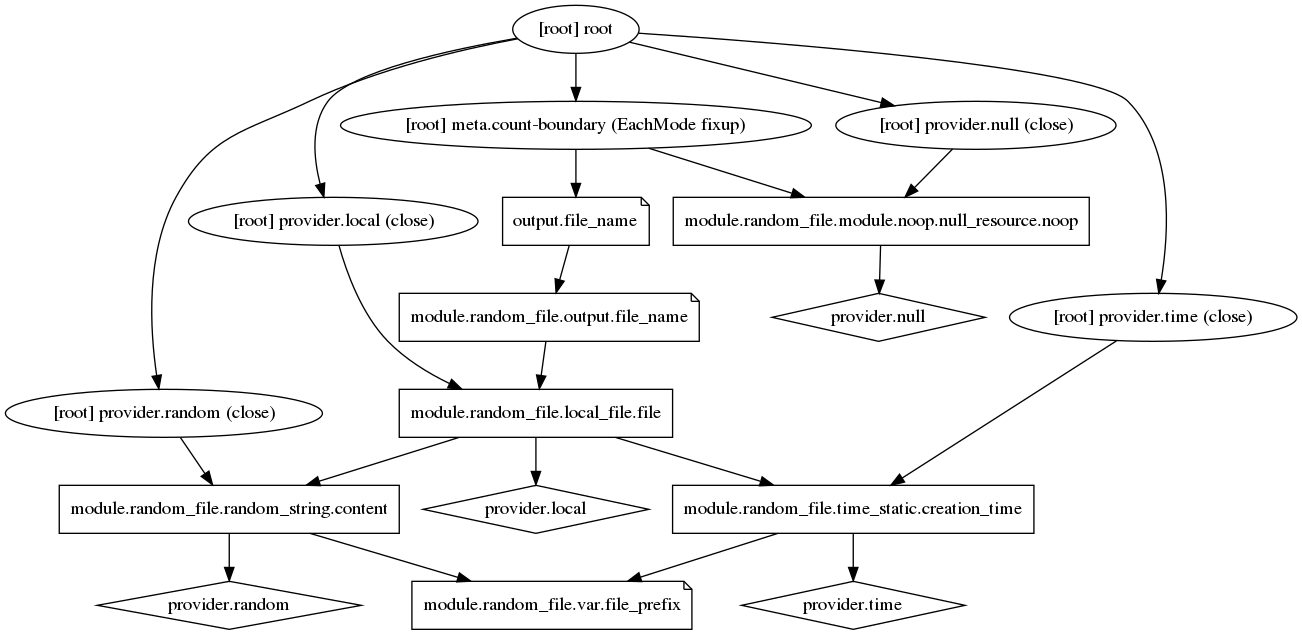 [root] root
[root] meta.count-boundary (EachMode fixup)
[root] provider.null (close)
[root] provider.local (close)
output.file_name
module.random_file.module.noop.null_resource.noop
module.random_file.output.file_name
provider.null
[root] provider.time (close)
[root] provider.random (close)
module.random_file.local_file.file
module.random_file.random_string.content
provider.local
module.random_file.time_static.creation_time
provider.random
module.random_file.var.file_prefix
provider.time